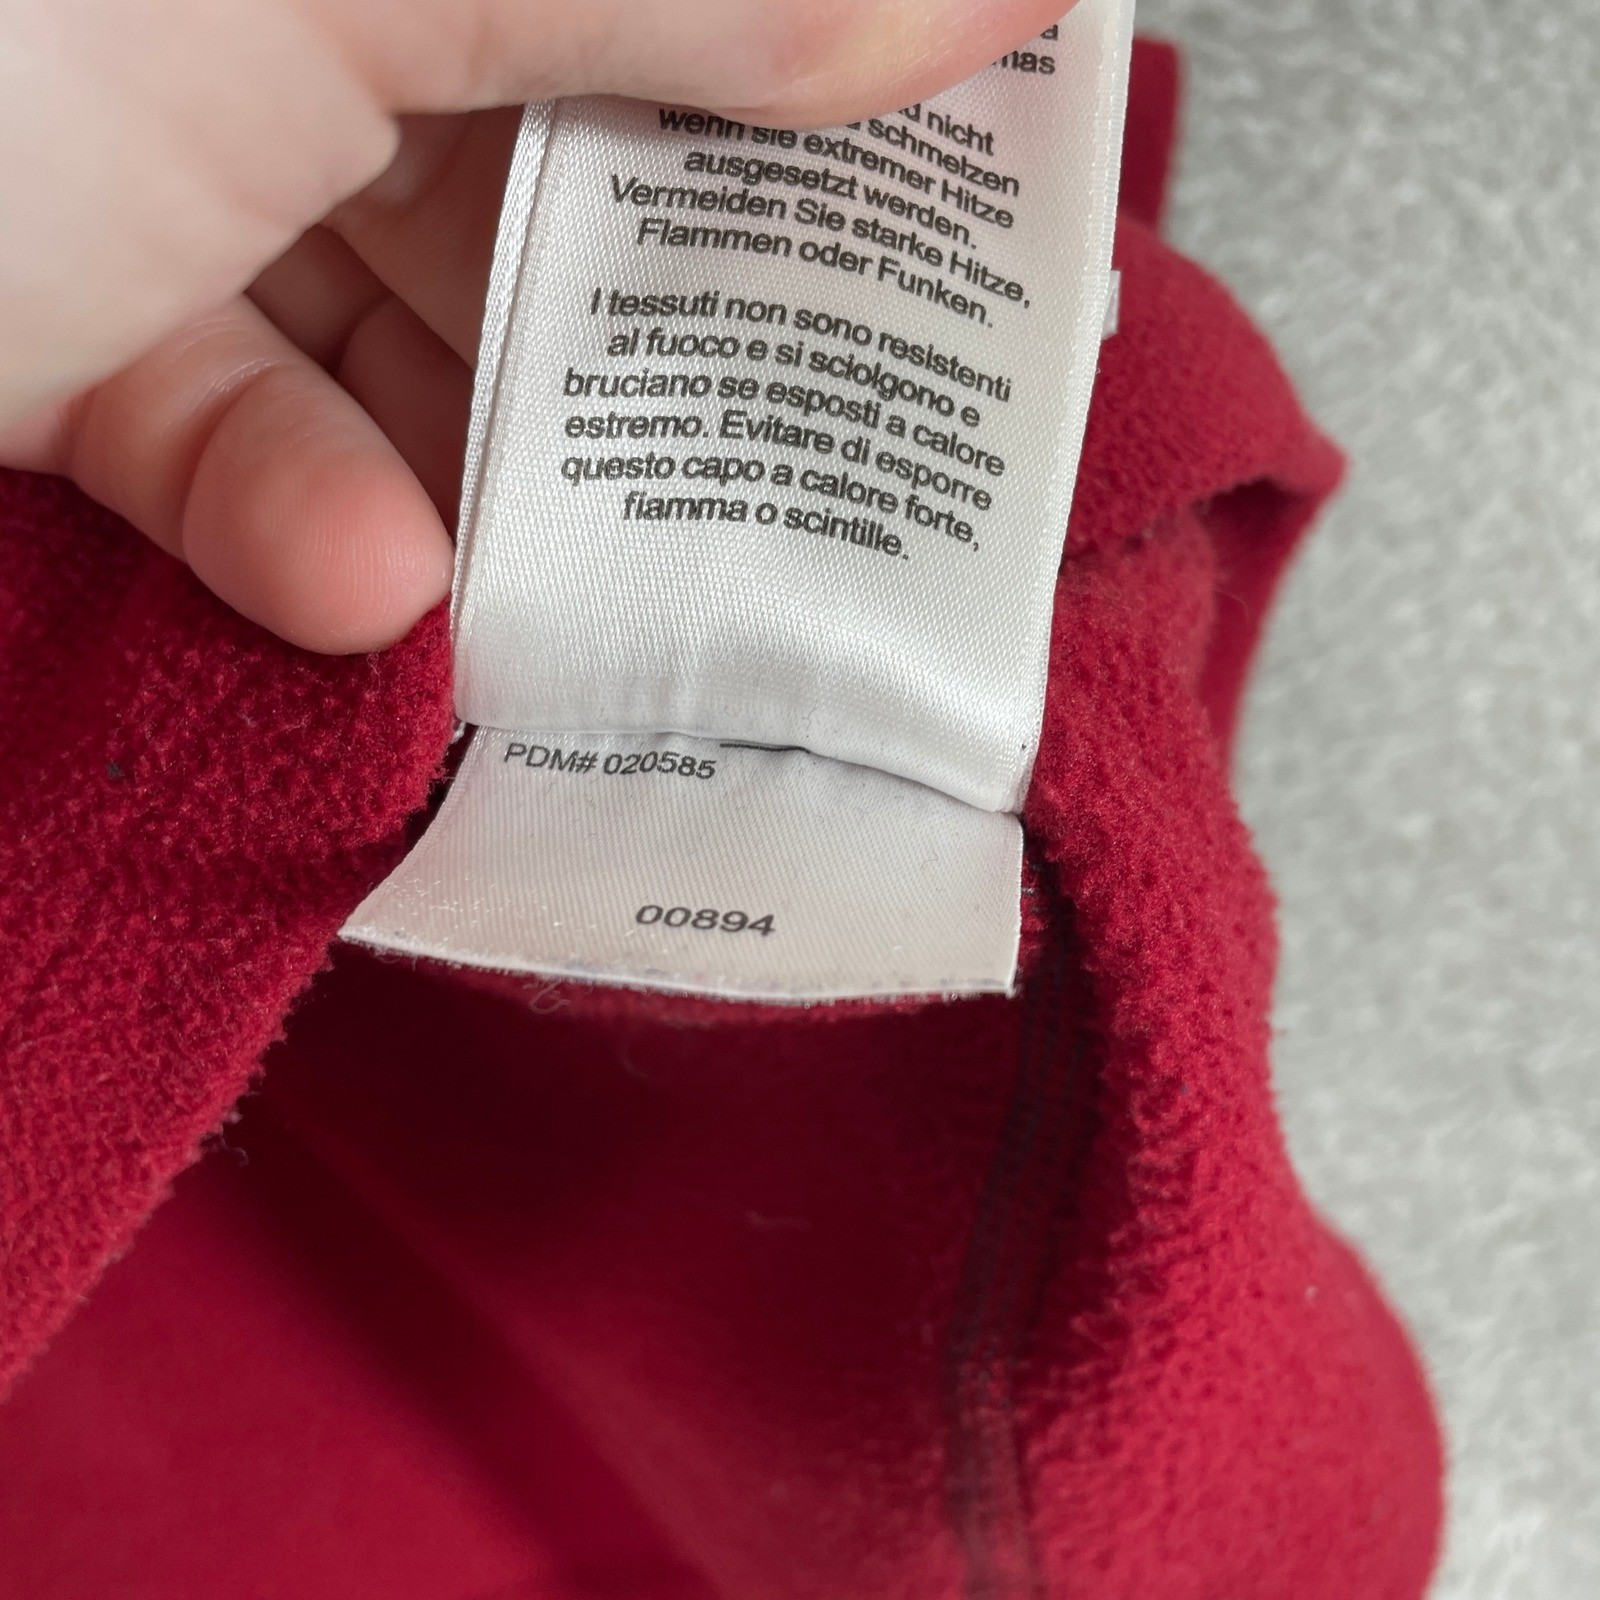 nicht
schmelzen
wenn sie extremer Hitze
ausgesetzt werden.
Vermeiden Sie starke Hitze,
Flammen oder Funken.
I tessuti non sono resistenti
al fuoco e si sciolgono e
bruciano se esposti a calore
estremo. Evitare di esporre
questo capo a calore forte,
fiamma o scintille.
PDM# 020585
00894